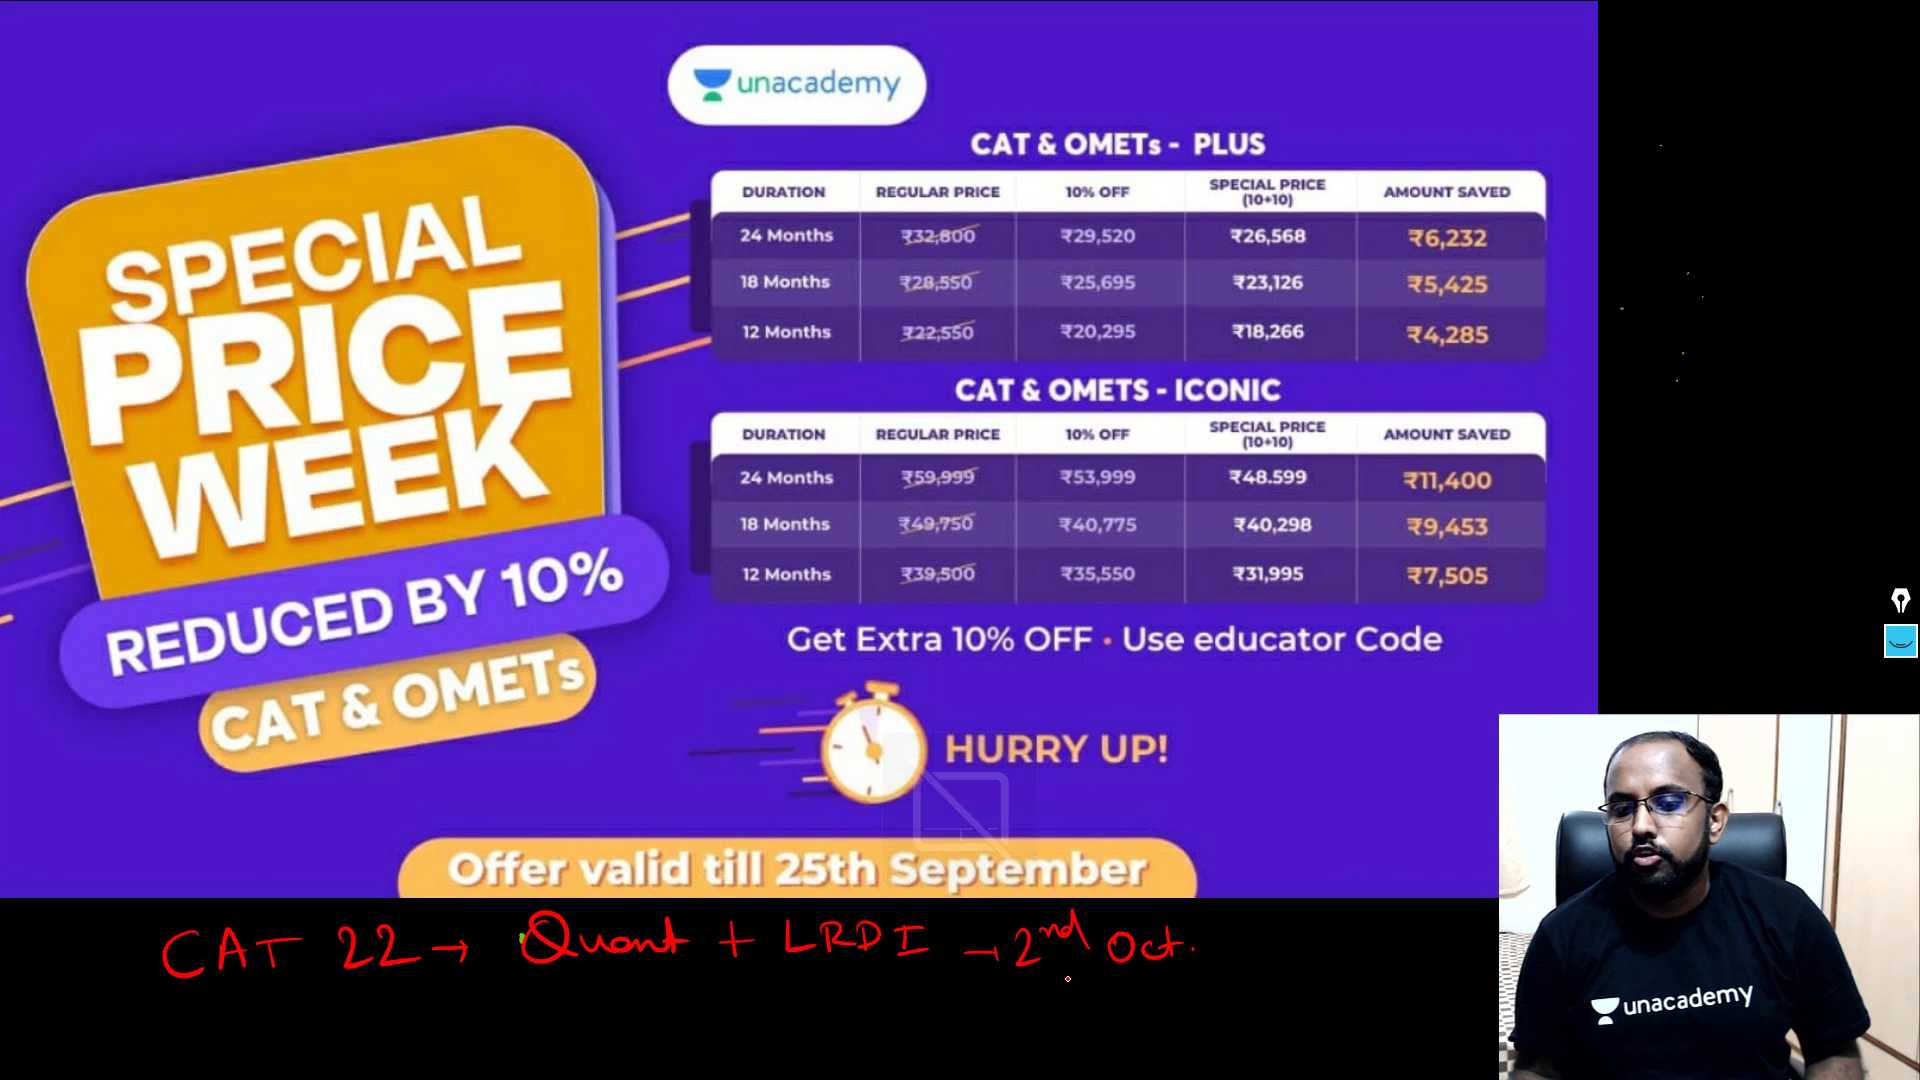 unacademy
SPECIAL
PRICE
WEEK
REDUCED BY 10%
CAT & OMETs
CAT & OMETs - PLUS
DURATION REGULAR PRICE 10% OFF SPECIAL PRICE (10+10) AMOUNT SAVED
24 Months ₹32,800 ₹29,520 ₹26,568 ₹6,232
18 Months ₹28,550 ₹25,695 ₹23,126 ₹5,425
12 Months ₹22,550 ₹20,295 ₹18,266 ₹4,285
CAT & OMETS - ICONIC
DURATION REGULAR PRICE 10% OFF SPECIAL PRICE (10+10) AMOUNT SAVED
24 Months ₹59,999 ₹53,999 ₹48.599 ₹11,400
18 Months ₹49,750 ₹40,775 ₹40,298 ₹9,453
12 Months ₹39,500 ₹35,550 ₹31,995 ₹7,505
Get Extra 10% OFF • Use educator Code
HURRY UP!
Offer valid till 25th September
CAT 22 → Quant + LRDI → 2nd Oct.
unacademy